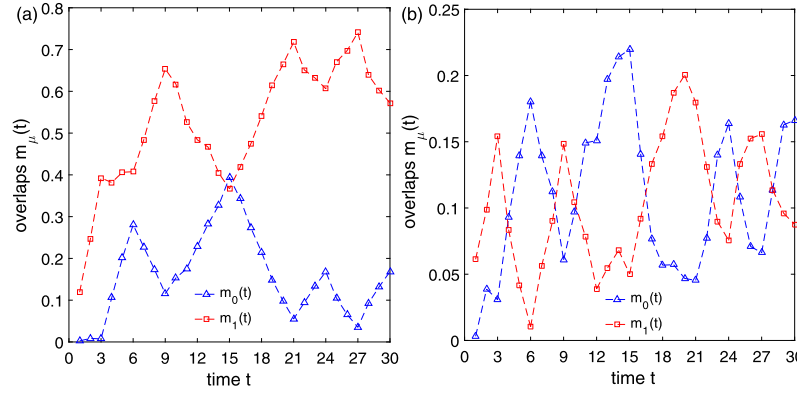 (a)
overlaps m_μ(t)
0.8
0.7
0.6
0.5
0.4
0.3
0.2
0.1
0
m_0(t)
m_1(t)
0 3 6 9 12 15 18 21 24 27 30
time t
(b)
overlaps m_μ(t)
0.25
0.2
0.15
0.1
0.05
0
m_0(t)
m_1(t)
0 3 6 9 12 15 18 21 24 27 30
time t